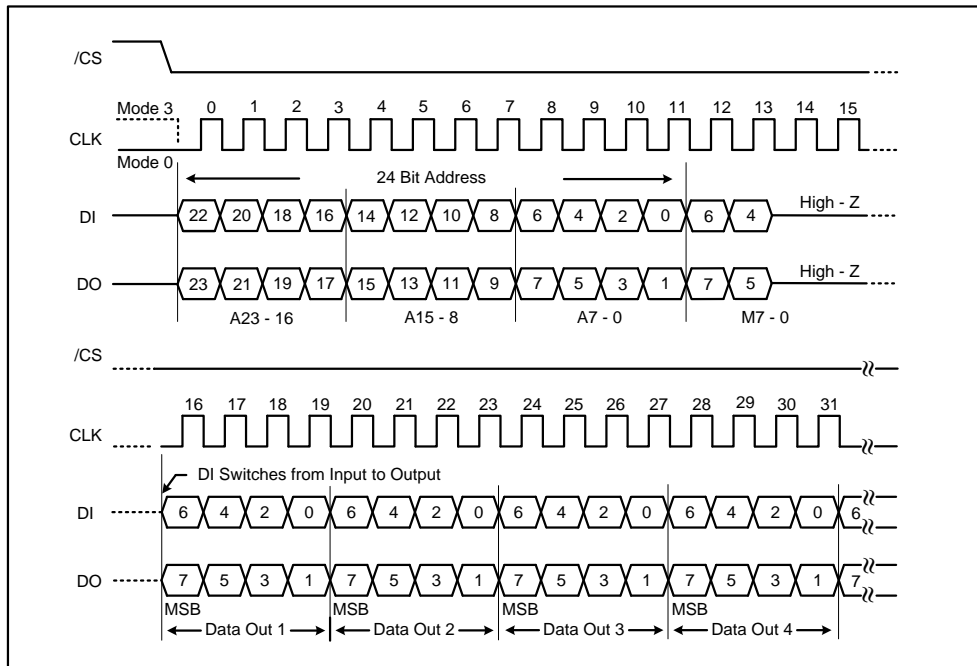 /CS
Mode 3 0 1 2 3 4 5 6 7 8 9 10 11 12 13 14 15
CLK
Mode 0
24 Bit Address
DI 22 20 18 16 14 12 10 8 6 4 2 0 6 4 High - Z
DO 23 21 19 17 15 13 11 9 7 5 3 1 7 5 High - Z
A23 - 16 A15 - 8 A7 - 0 M7 - 0
/CS
16 17 18 19 20 21 22 23 24 25 26 27 28 29 30 31
CLK
DI Switches from Input to Output
DI 6 4 2 0 6 4 2 0 6 4 2 0 6 4 2 0 6
DO 7 5 3 1 7 5 3 1 7 5 3 1 7 5 3 1 7
MSB MSB MSB MSB
Data Out 1 Data Out 2 Data Out 3 Data Out 4